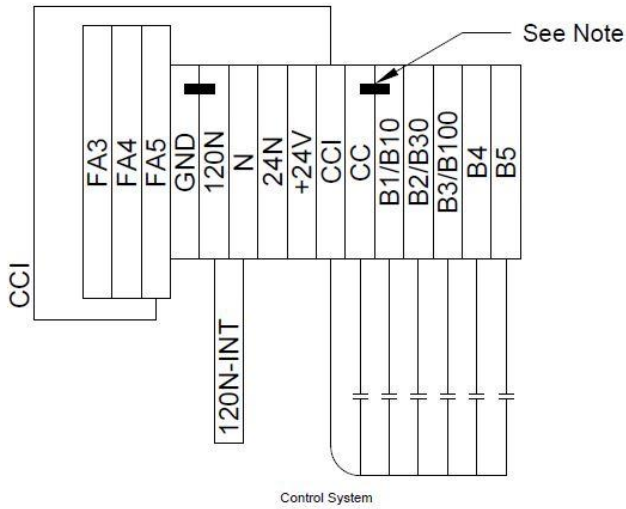 See Note
FA3
FA4
FA5
GND
120N
N
24N
+24V
CCI
CC
B1/B10
B2/B30
B3/B100
B4
B5
CCI
120N-INT
Control System